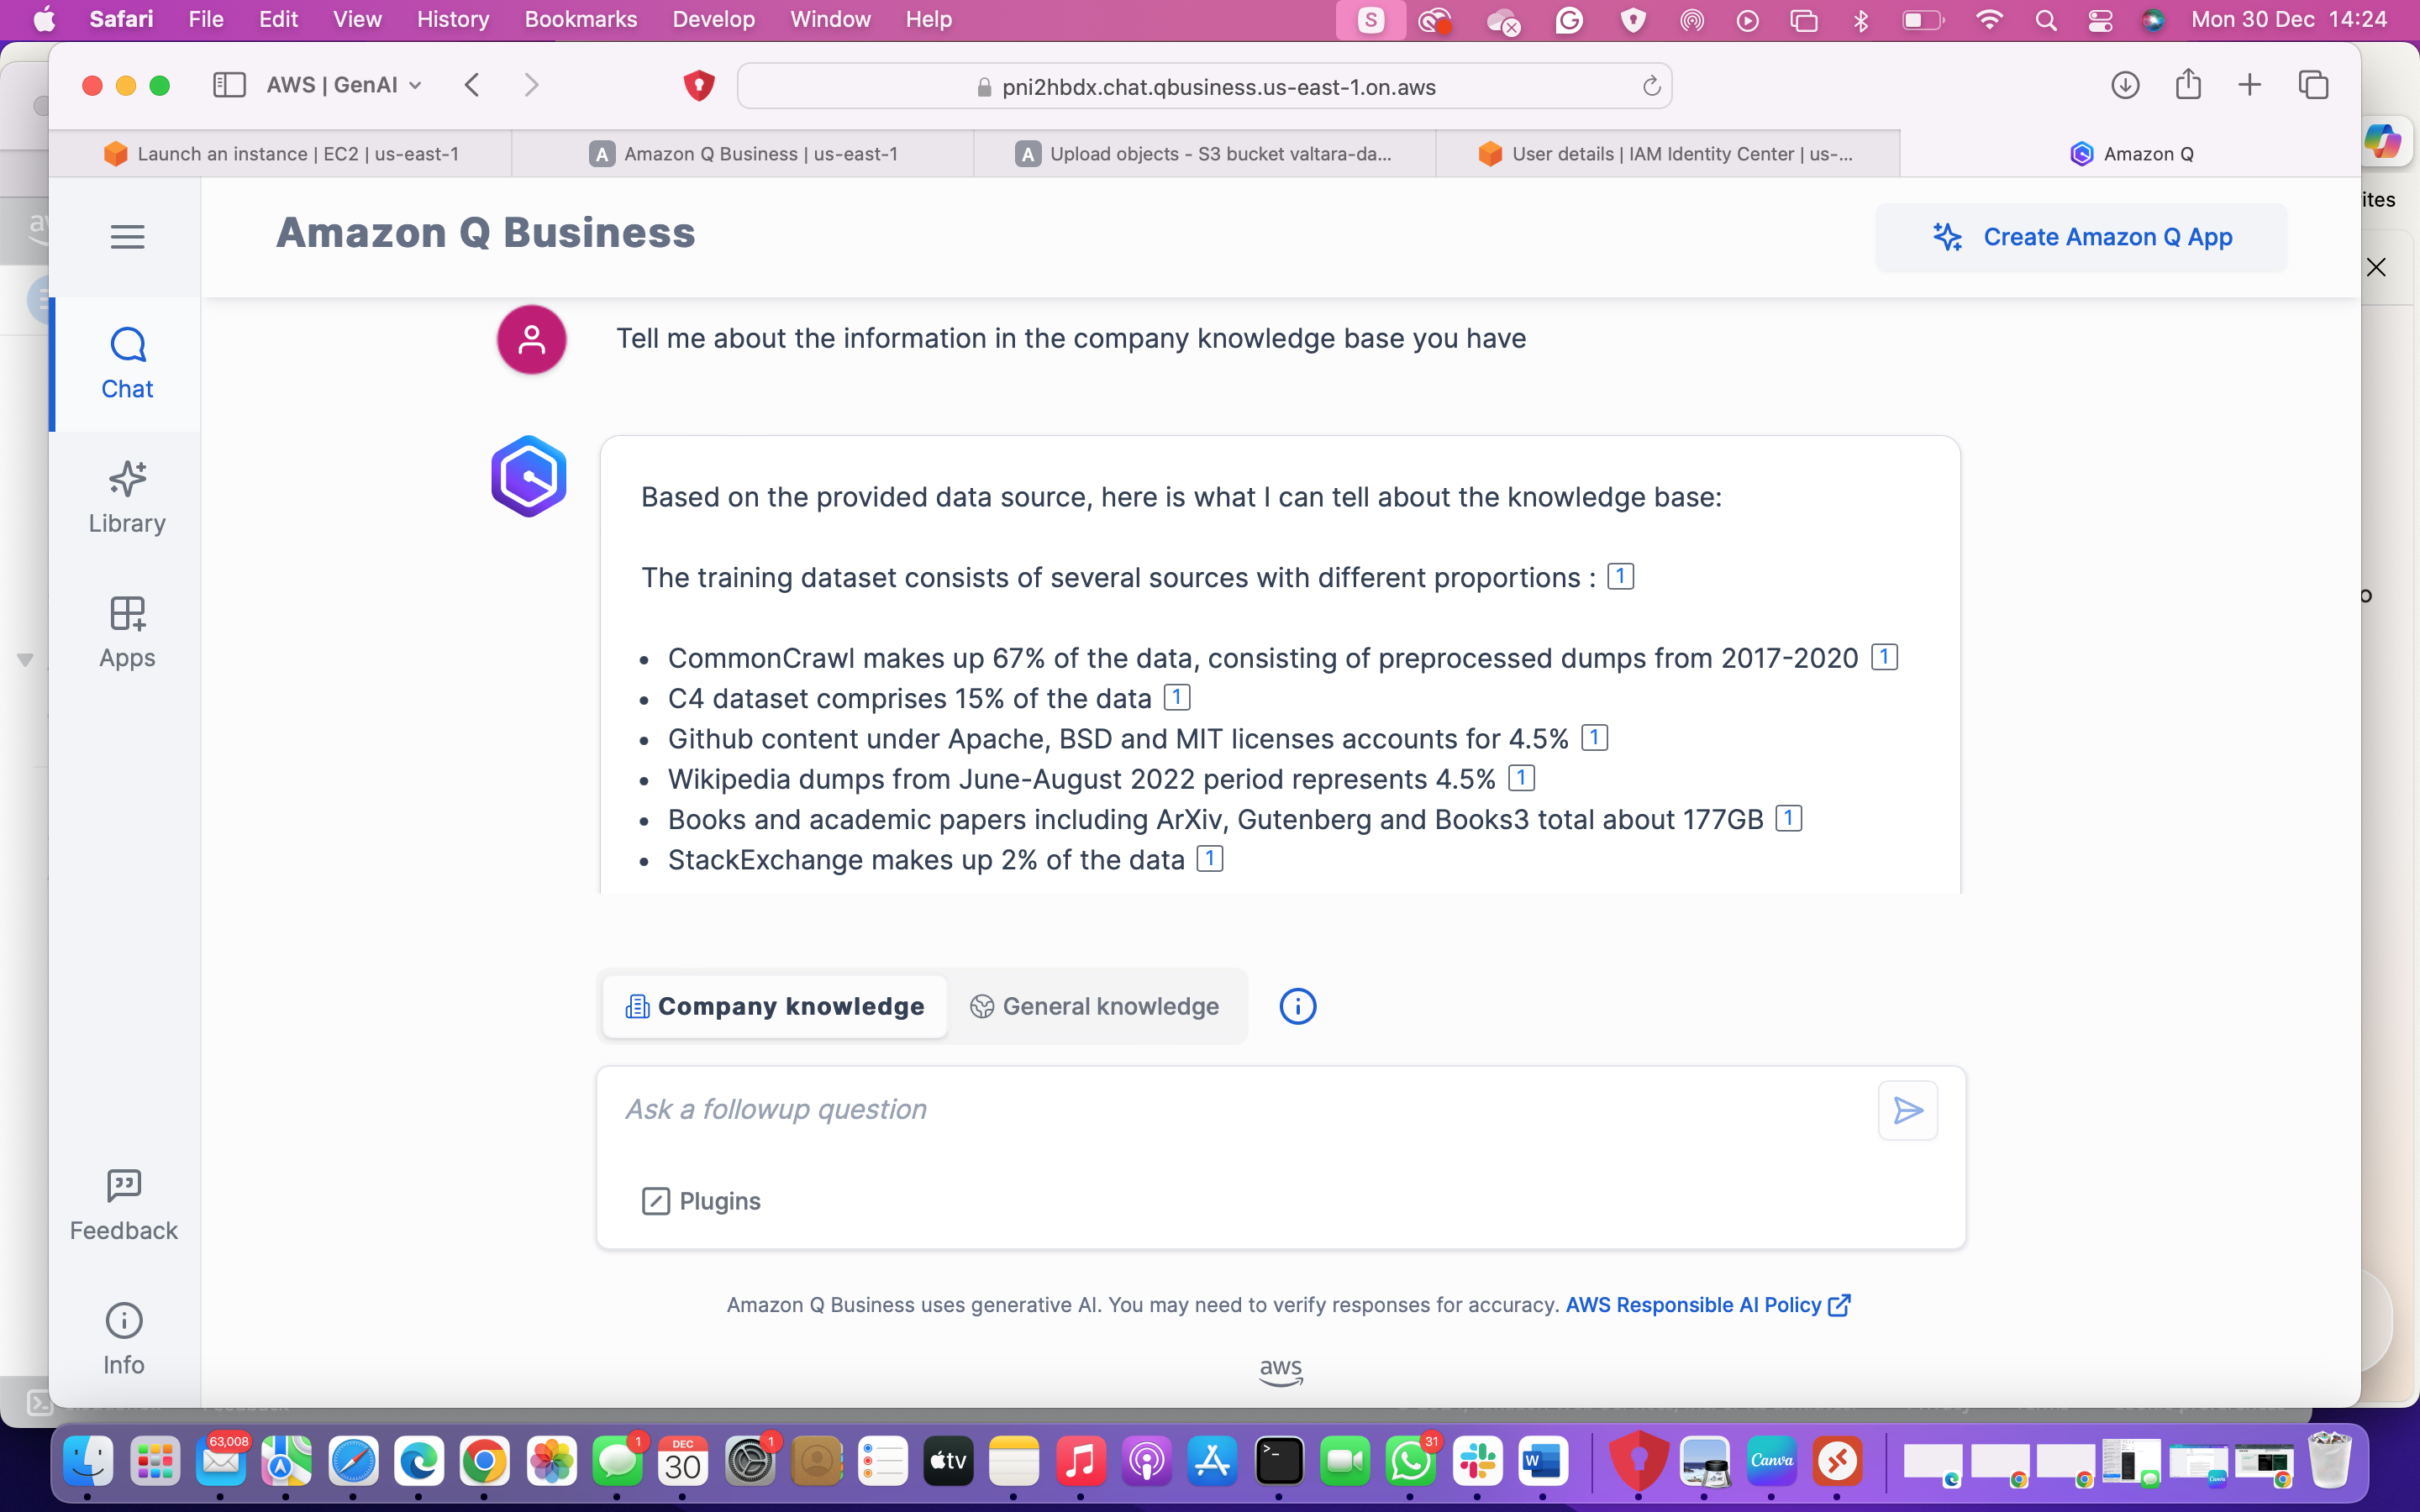 Safari File Edit View History Bookmarks Develop Window Help S Mon 30 Dec 14:24
AWS | GenAI pni2hbdx.chat.qbusiness.us-east-1.on.aws
Launch an instance | EC2 | us-east-1 A Amazon Q Business | us-east-1 A Upload objects - S3 bucket valtara-da... User details | IAM Identity Center | us-... Amazon Q
ites
Amazon Q Business
Create Amazon Q App
Chat
Library
Apps
Feedback
Info
Tell me about the information in the company knowledge base you have
Based on the provided data source, here is what I can tell about the knowledge base:
The training dataset consists of several sources with different proportions : 1
• CommonCrawl makes up 67% of the data, consisting of preprocessed dumps from 2017-2020 1
• C4 dataset comprises 15% of the data 1
• Github content under Apache, BSD and MIT licenses accounts for 4.5% 1
• Wikipedia dumps from June-August 2022 period represents 4.5% 1
• Books and academic papers including ArXiv, Gutenberg and Books3 total about 177GB 1
• StackExchange makes up 2% of the data 1
Company knowledge General knowledge
Ask a followup question
Plugins
Amazon Q Business uses generative AI. You may need to verify responses for accuracy. AWS Responsible AI Policy
aws
63,008 1 DEC 30 1 tv 31 W Canva